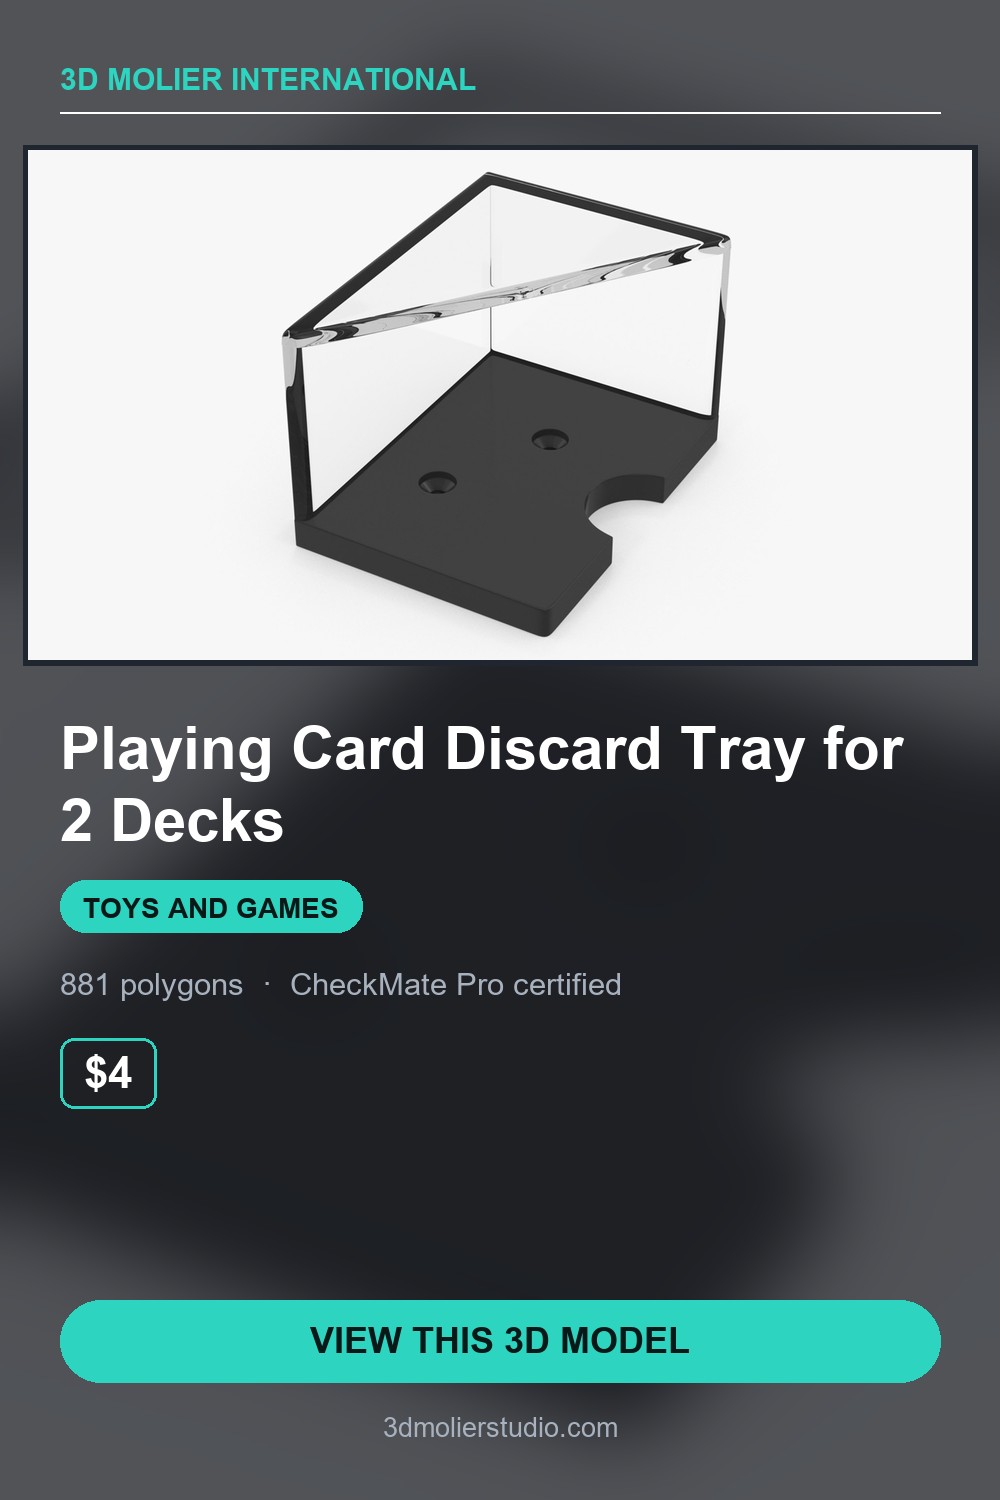 3D MOLIER INTERNATIONAL
Playing Card Discard Tray for
2 Decks
TOYS AND GAMES
881 polygons · CheckMate Pro certified
$4
VIEW THIS 3D MODEL
3dmolierstudio.com